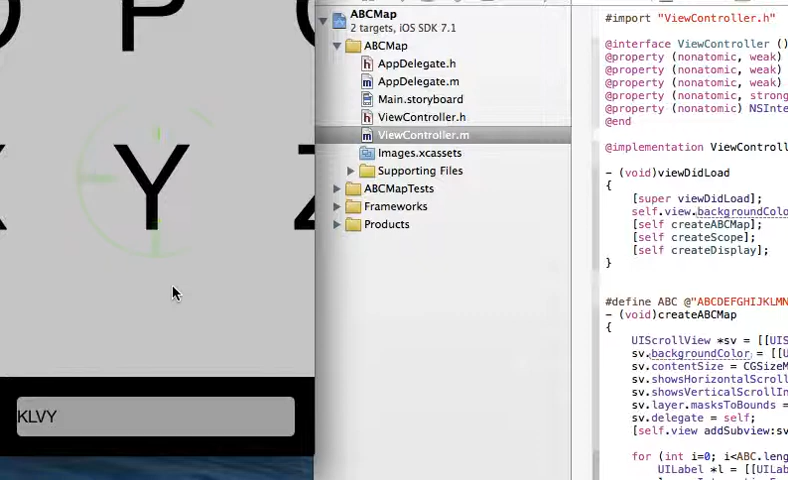 P
Y
KLVY
ABCMap
2 targets, iOS SDK 7.1
ABCMap
AppDelegate.h
AppDelegate.m
Main.storyboard
ViewController.h
ViewController.m
Images.xcassets
Supporting Files
ABCMapTests
Frameworks
Products
#import "ViewController.h"
@interface ViewController ()
@property (nonatomic, weak)
@property (nonatomic, weak)
@property (nonatomic, weak)
@property (nonatomic, strong
@property (nonatomic) NSInte
@end
@implementation ViewControll
- (void)viewDidLoad
{
[super viewDidLoad];
self.view.backgroundColo
[self createABCMap];
[self createScope];
[self createDisplay];
}
#define ABC @"ABCDEFGHIJKLMN
- (void)createABCMap
{
UIScrollView *sv = [[UIS
sv.backgroundColor = [UI
sv.contentSize = CGSizeM
sv.showsHorizontalScroll
sv.showsVerticalScrollIn
sv.layer.masksToBounds =
sv.delegate = self;
[self.view addSubview:sv
for (int i=0; i<ABC.leng
UILabel *l = [[UILab